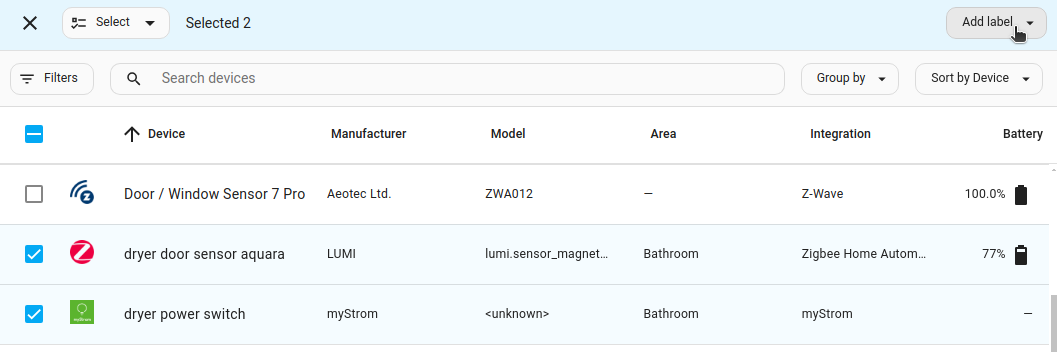 Select
Selected 2
Add label
Filters
Search devices
Group by
Sort by Device
Device Manufacturer Model Area Integration Battery
Door / Window Sensor 7 Pro Aeotec Ltd. ZWA012 — Z-Wave 100.0%
dryer door sensor aquara LUMI lumi.sensor_magnet… Bathroom Zigbee Home Autom… 77%
dryer power switch myStrom <unknown> Bathroom myStrom —